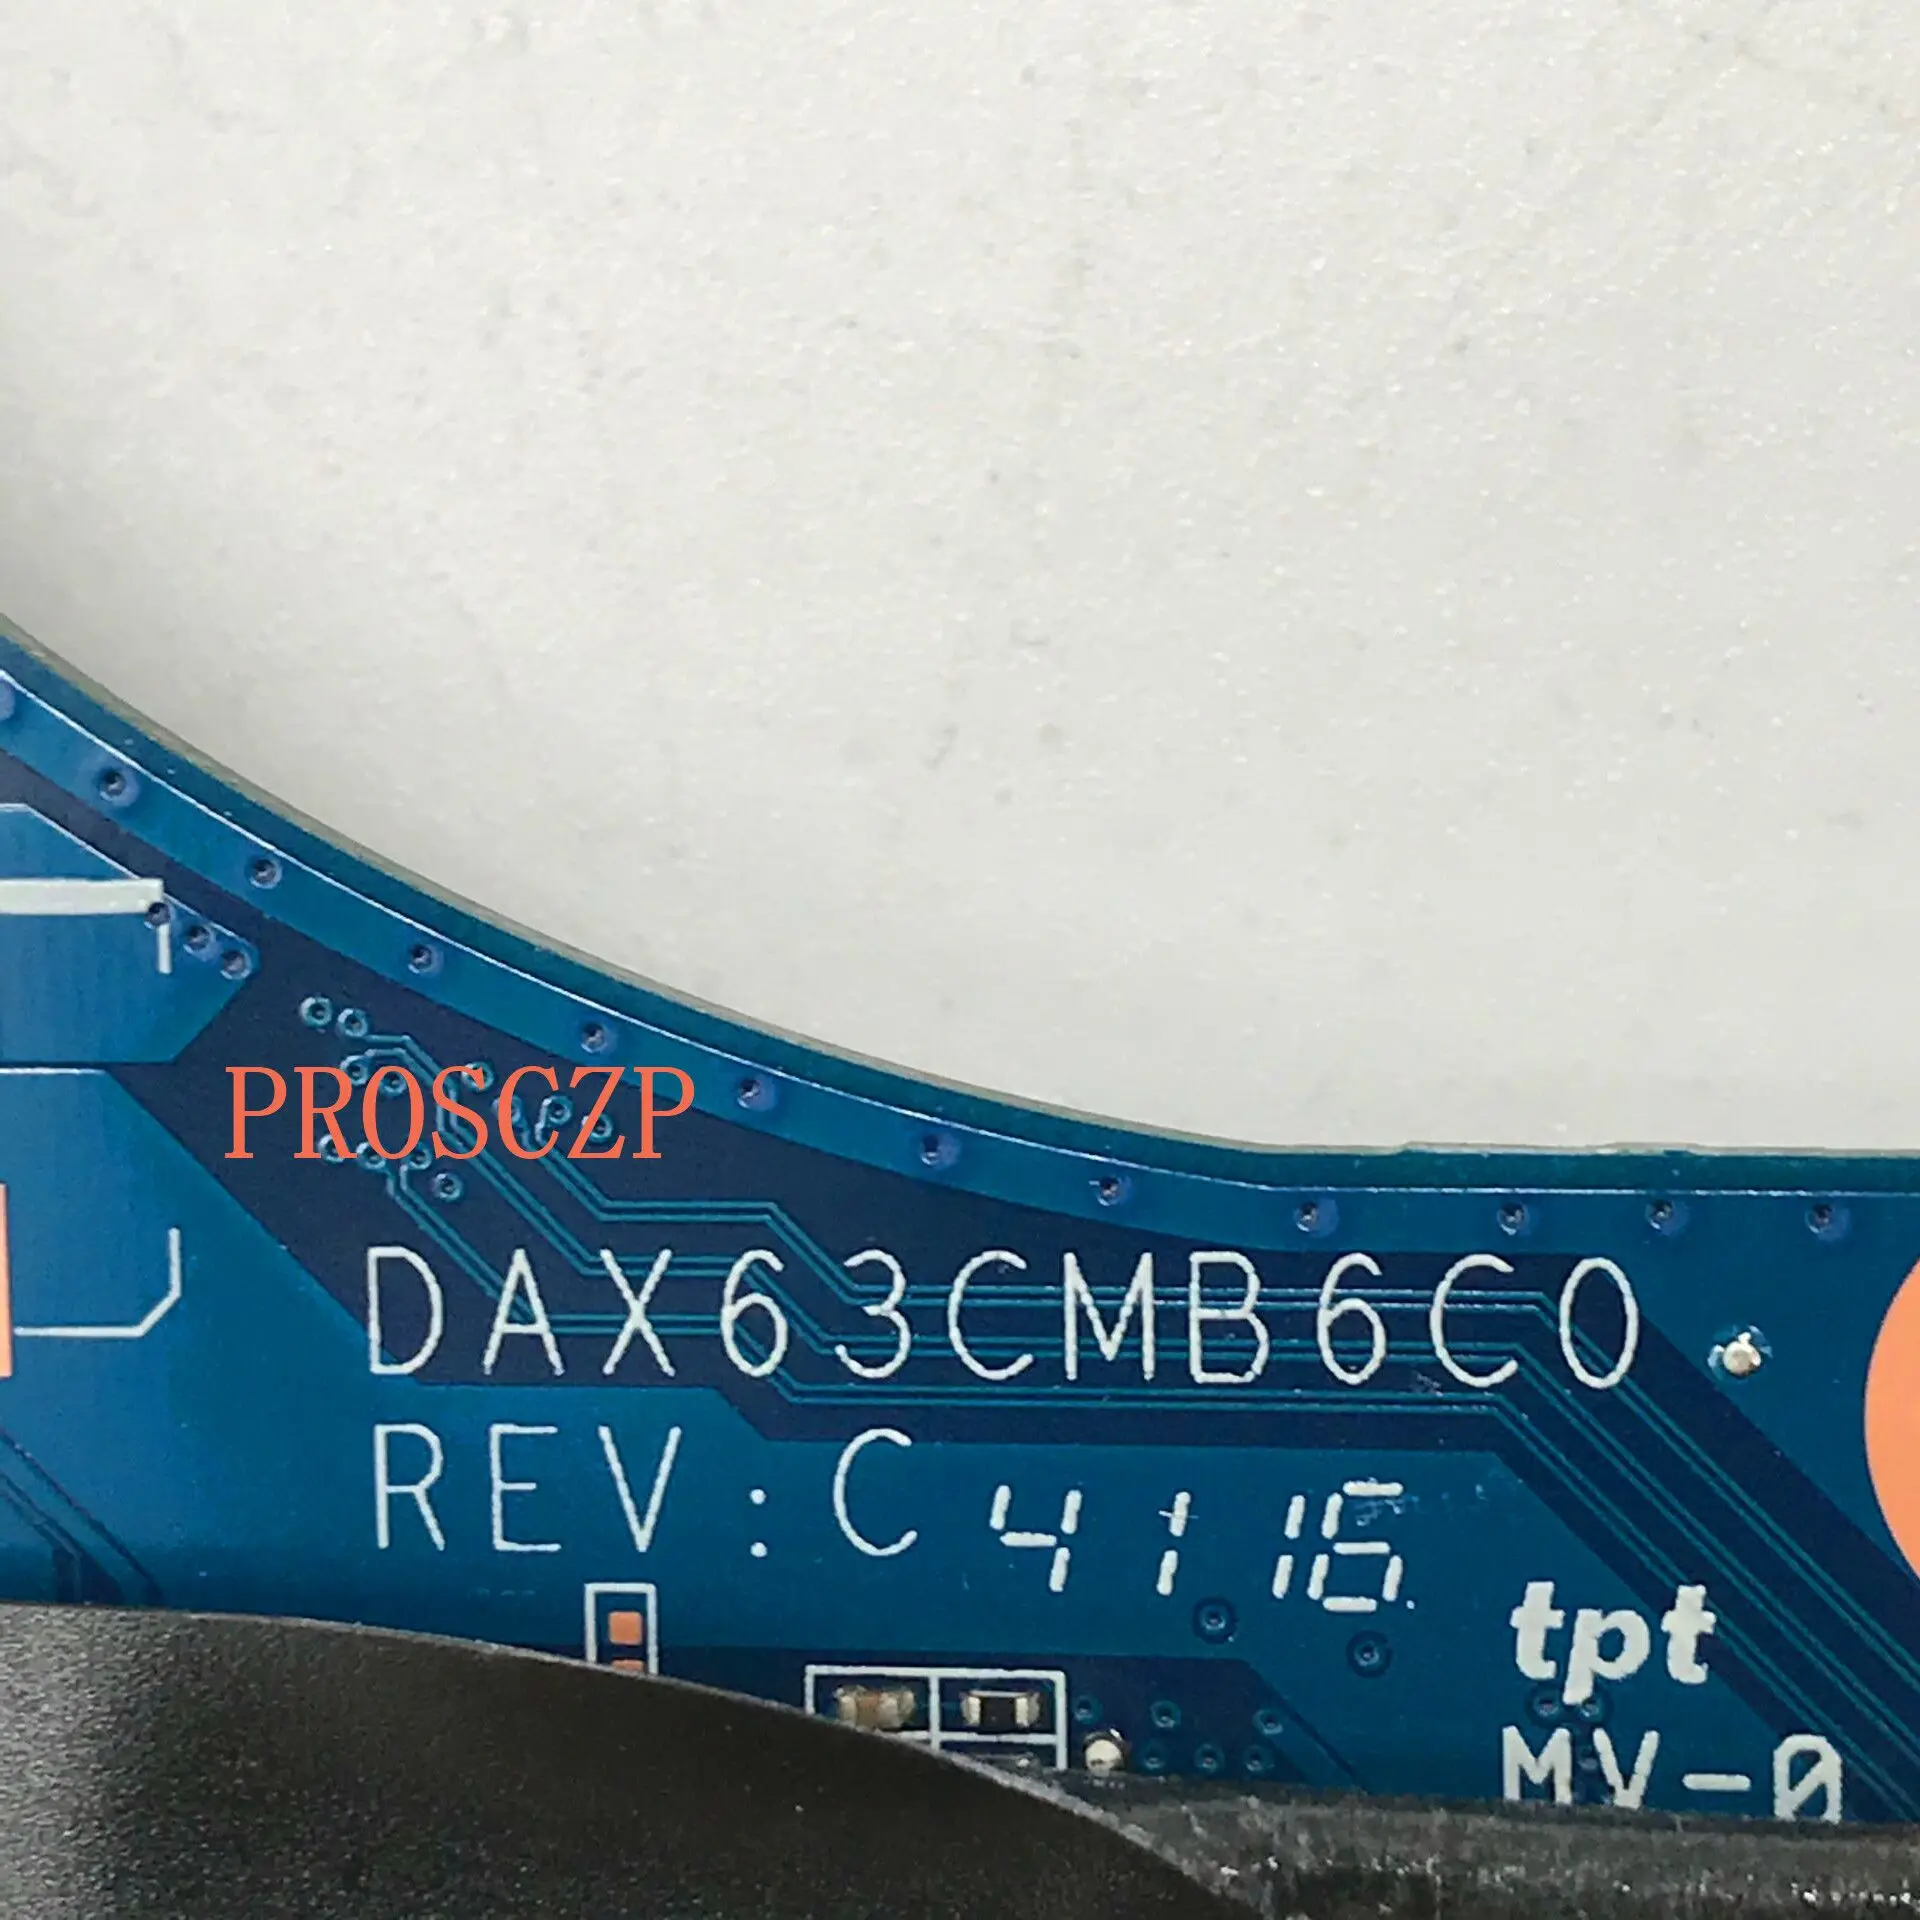 PROSCZP
DAX63CMB6C0
REV:C 4116
tpt
MV-0